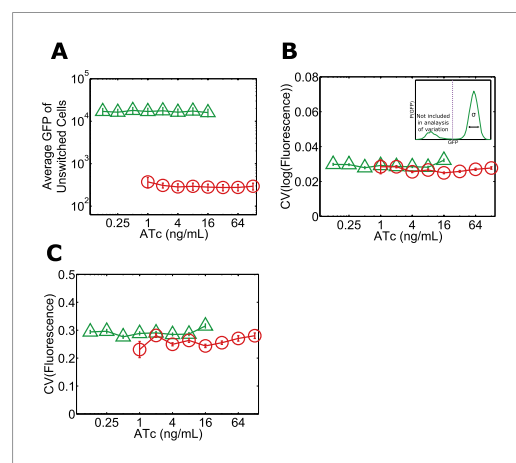 A
Average GFP of
Unswitched Cells
10^5
10^4
10^3
10^2
0.25 1 4 16 64
ATc (ng/mL)
B
CV(log(Fluorescence))
0.08
0.06
0.04
0.02
0
0.25 1 4 16 64
ATc (ng/mL)
P(GFP)
Not included
in analaysis
of variation
σ
GFP
C
CV(Fluorescence)
0.5
0.4
0.3
0.2
0.1
0
0.25 1 4 16 64
ATc (ng/mL)